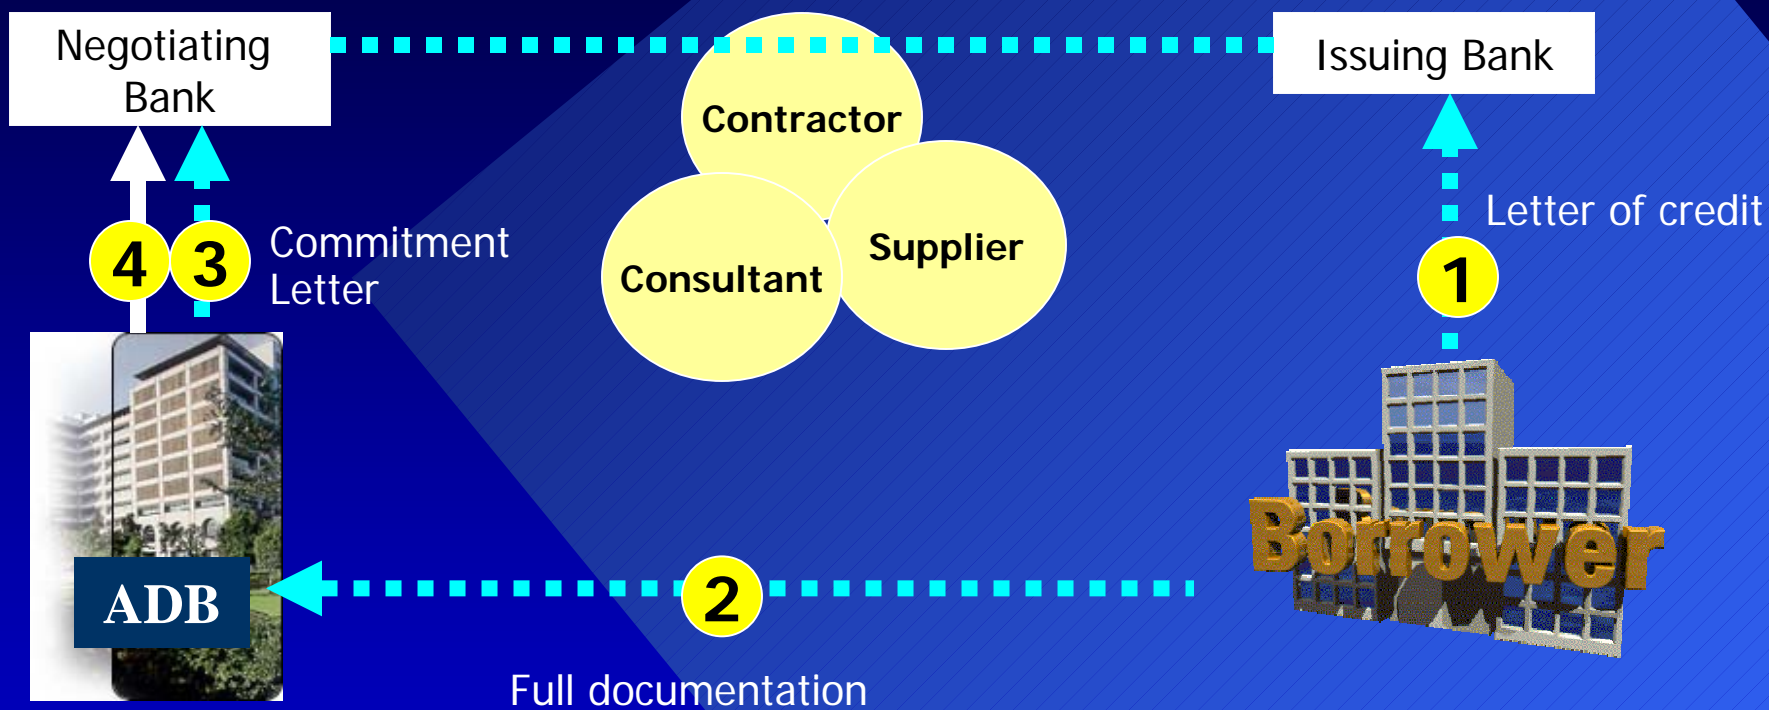 Negotiating
Bank
Issuing Bank
Contractor
Supplier
Consultant
4
3
Commitment
Letter
1
Letter of credit
Borrower
ADB
2
Full documentation